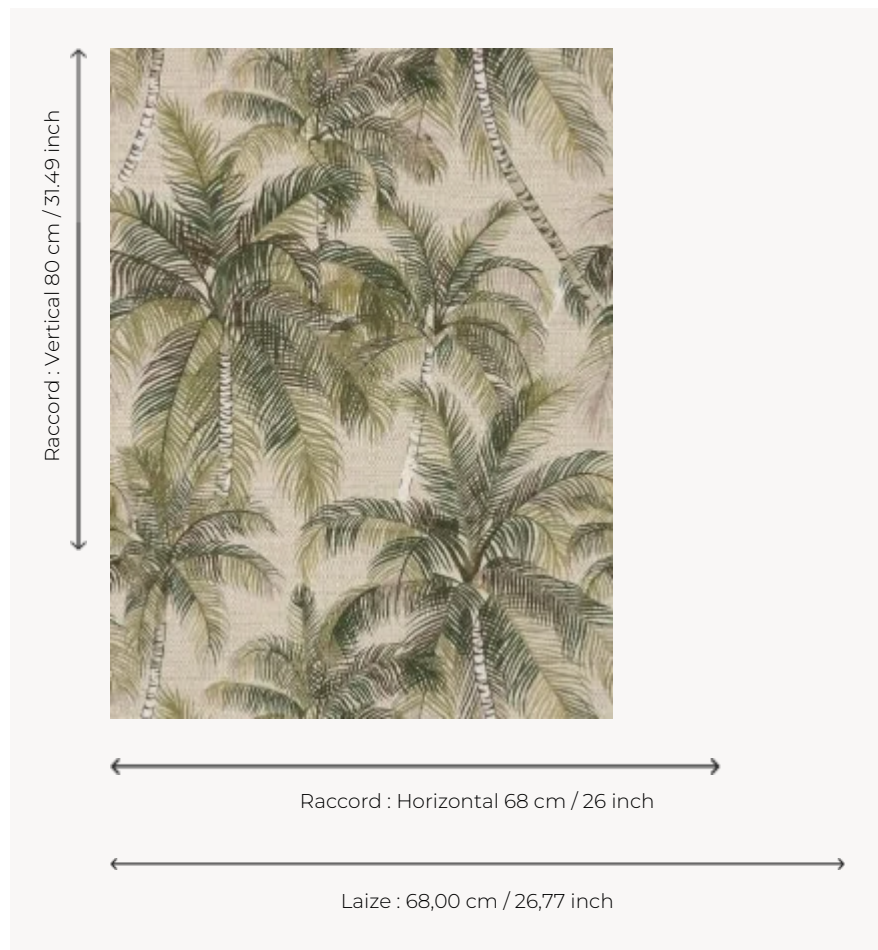 Raccord : Vertical 80 cm / 31.49 inch
Raccord : Horizontal 68 cm / 26 inch
Laize : 68,00 cm / 26,77 inch